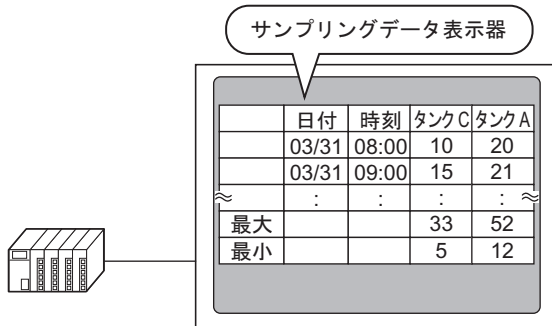 サンプリングデータ表示器
日付 時刻 タンクC タンクA
03/31 08:00 10 20
03/31 09:00 15 21
: : : :
最大 33 52
最小 5 12